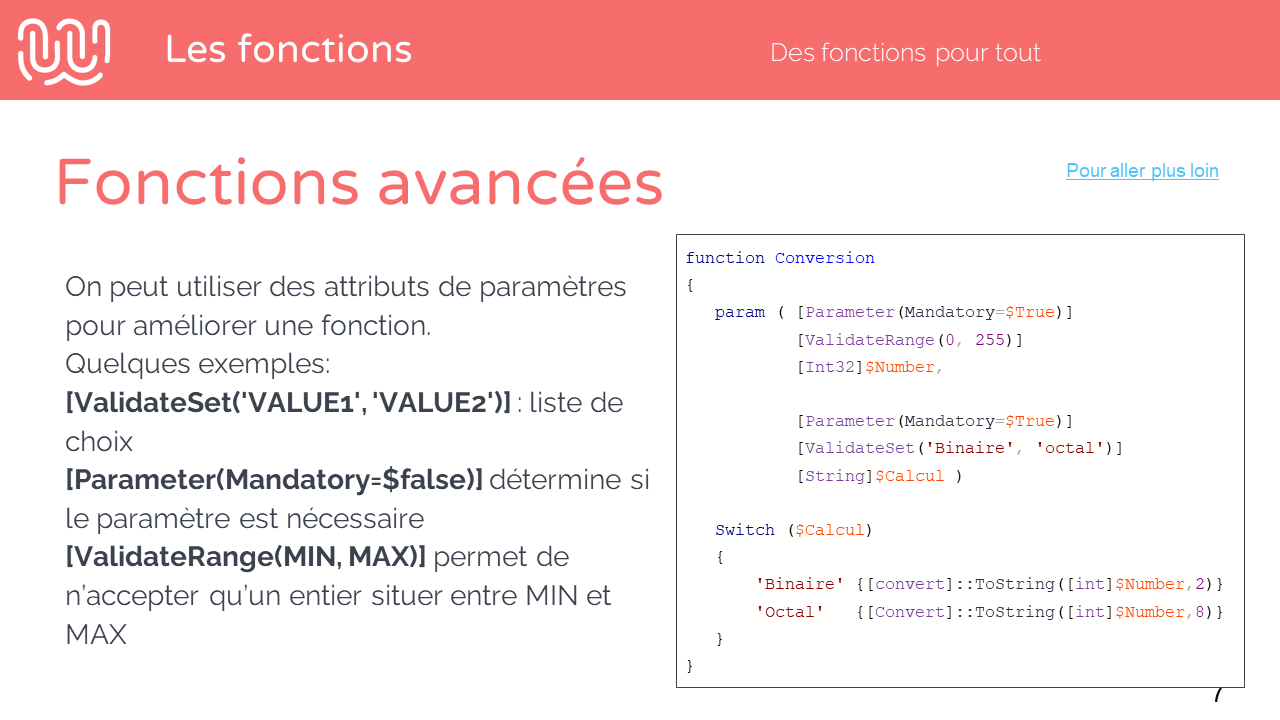 Les fonctions
Des fonctions pour tout
Fonctions avancées
Pour aller plus loin
On peut utiliser des attributs de paramètres
pour améliorer une fonction.
Quelques exemples:
[ValidateSet('VALUE1', 'VALUE2')] : liste de
choix
[Parameter(Mandatory=$false)] détermine si
le paramètre est nécessaire
[ValidateRange(MIN, MAX)] permet de
n’accepter qu’un entier situer entre MIN et
MAX
function Conversion
{
param ( [Parameter(Mandatory=$True)]
[ValidateRange(0, 255)]
[Int32]$Number,
[Parameter(Mandatory=$True)]
[ValidateSet('Binaire', 'octal')]
[String]$Calcul )
Switch ($Calcul)
{
'Binaire' {[convert]::ToString([int]$Number,2)}
'Octal' {[Convert]::ToString([int]$Number,8)}
}
}
7